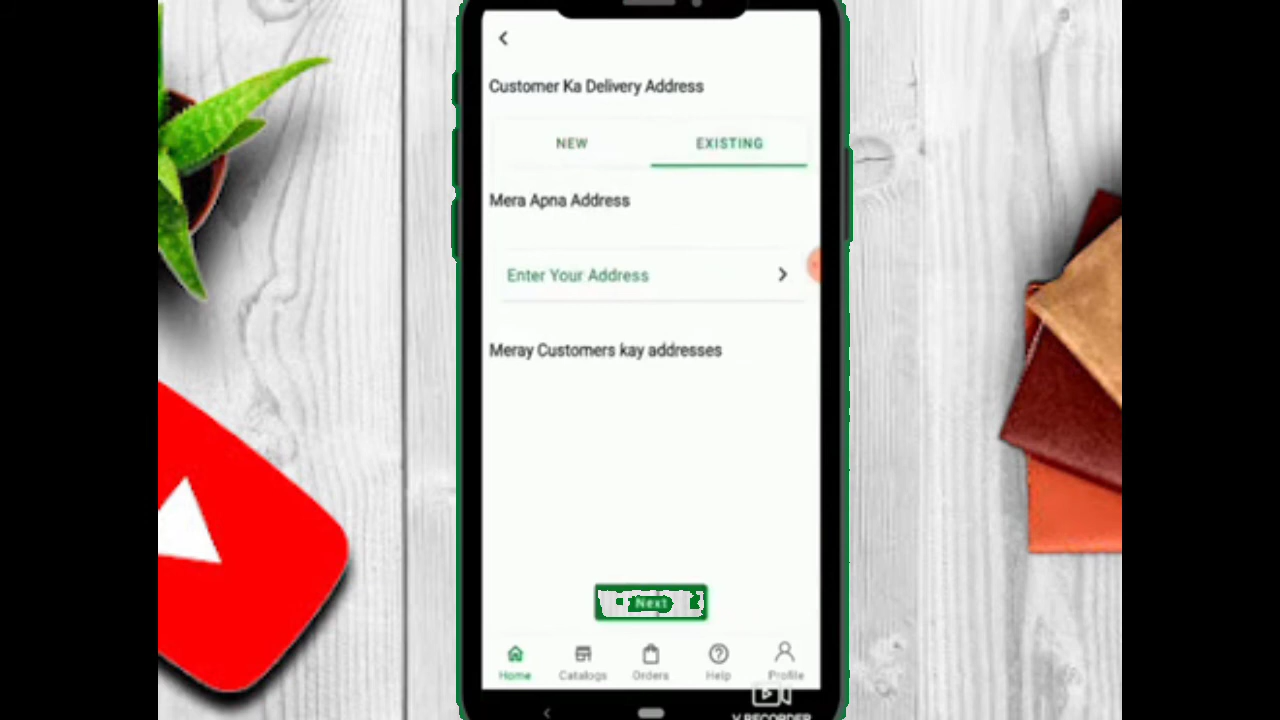 Customer Ka Delivery Address
NEW
EXISTING
Mera Apna Address
Enter Your Address
Meray Customers kay addresses
Next
Home
Catalogs
Orders
Help
Profile
V RECORDER